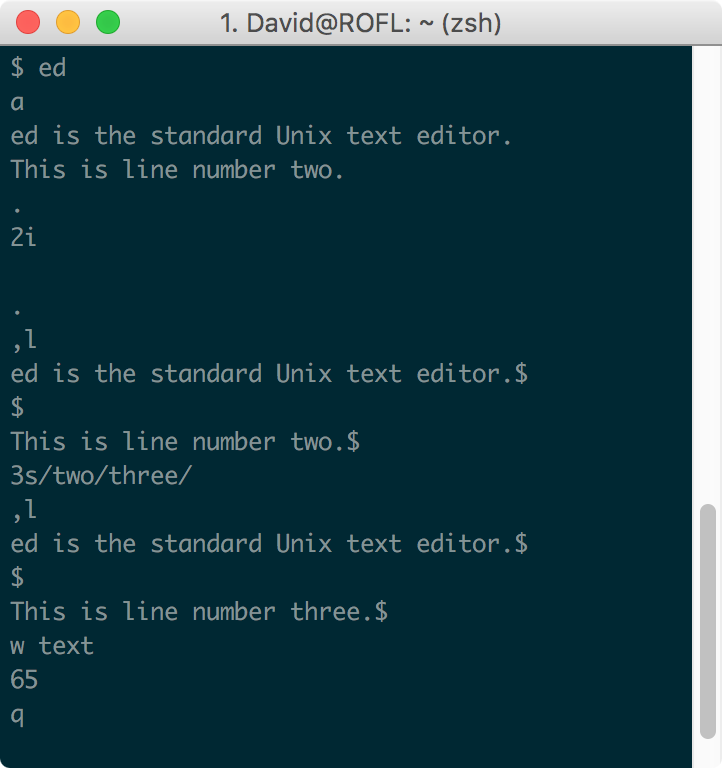 1. David@ROFL: ~ (zsh)
$ ed
a
ed is the standard Unix text editor.
This is line number two.
.
2i

.
,l
ed is the standard Unix text editor.$
$
This is line number two.$
3s/two/three/
,l
ed is the standard Unix text editor.$
$
This is line number three.$
w text
65
q